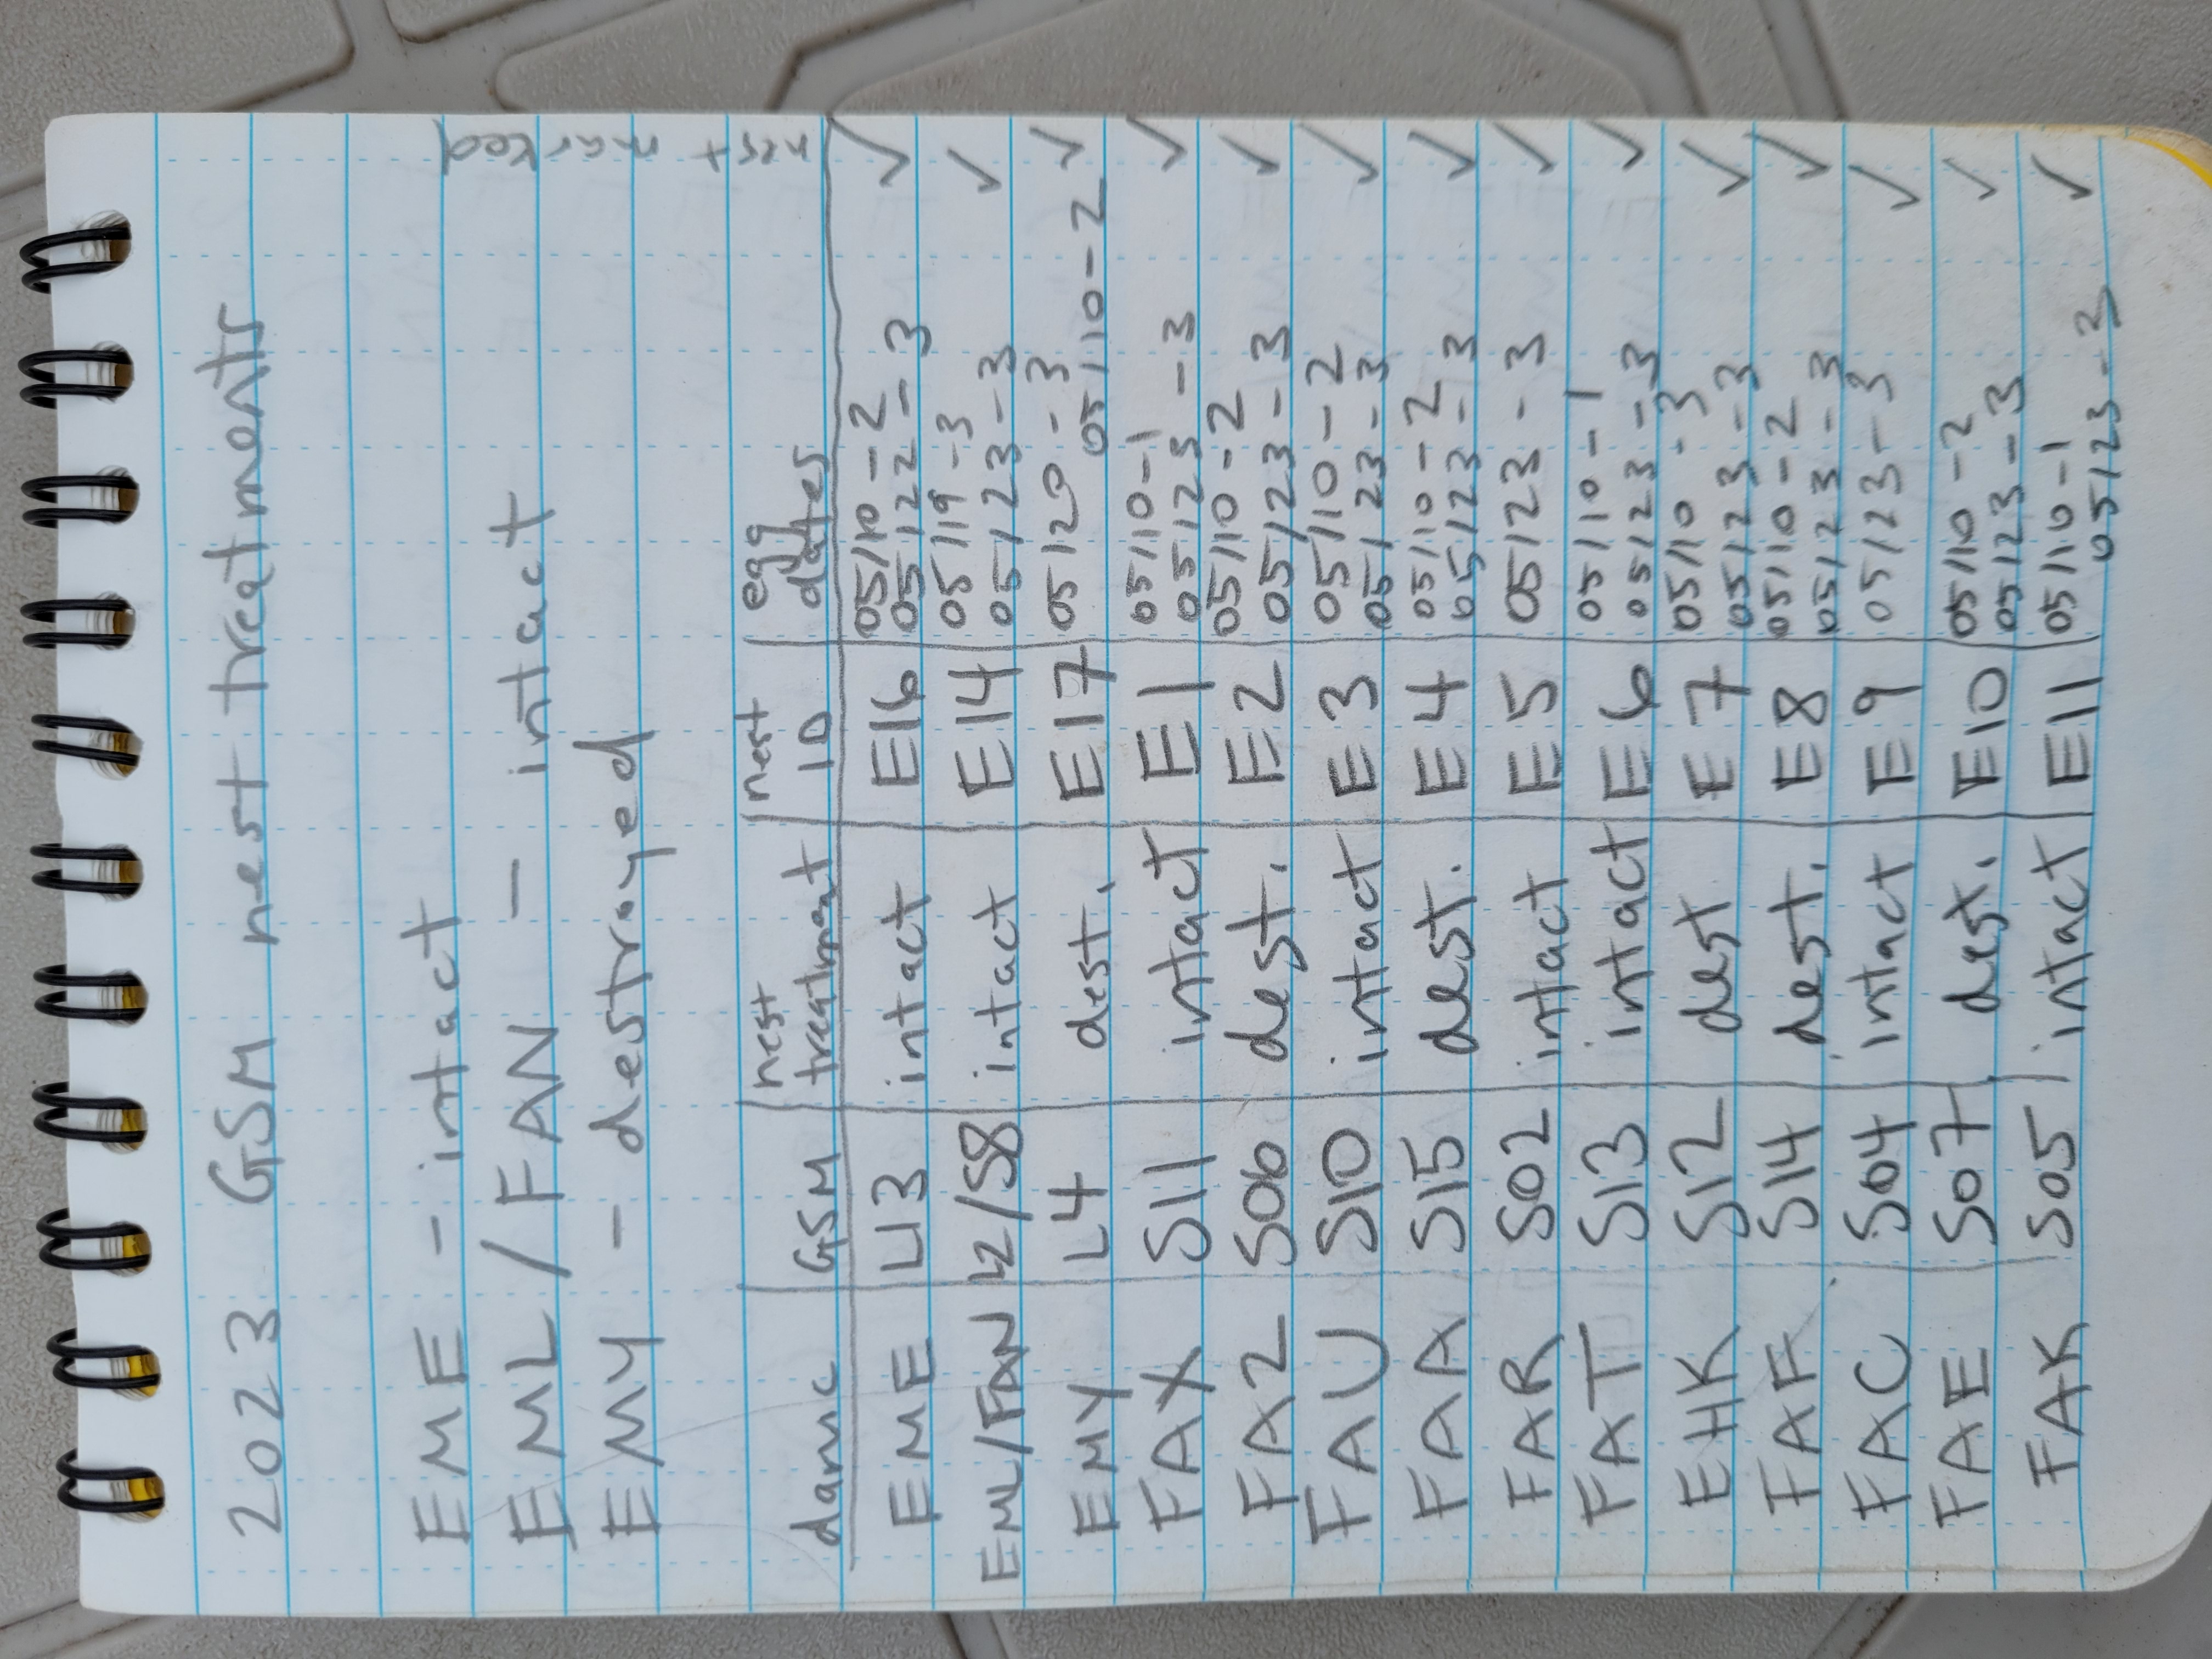 2023 GSM nest treatments
EME - intact
EML / FAN - intact
EMY - destroyed
nest marked
damc GSM nest treatment nest ID egg dates
EME L13 intact E16 05/10 - 2
05/22 - 3 ✓
EML/FAN L2/S8 intact E14 05/19 - 3
05/23 - 3 ✓
EMY L4 dest. E17 05/20 - 3
05/10 - 2 ✓
FAX S11 intact E1 05/10 - 1
05/23 - 3 ✓
FA2 S06 dest. E2 05/10 - 2
05/23 - 3 ✓
FAU S10 intact E3 05/10 - 2
05/23 - 3 ✓
FAA S15 dest. E4 05/10 - 2
05/23 - 3 ✓
FAR S02 intact E5 05/23 - 3 ✓
FAT S13 intact E6 05/10 - 1
05/23 - 3 ✓
EHK S12 dest E7 05/10 - 3
05/23 - 3 ✓
FAF S14 dest. E8 05/10 - 2
05/23 - 3 ✓
FAC S04 intact E9 05/23 - 3 ✓
FAE S07 dest. E10 05/10 - 2
05/23 - 3 ✓
FAK S05 intact E11 05/10 - 1
05/23 - 3 ✓